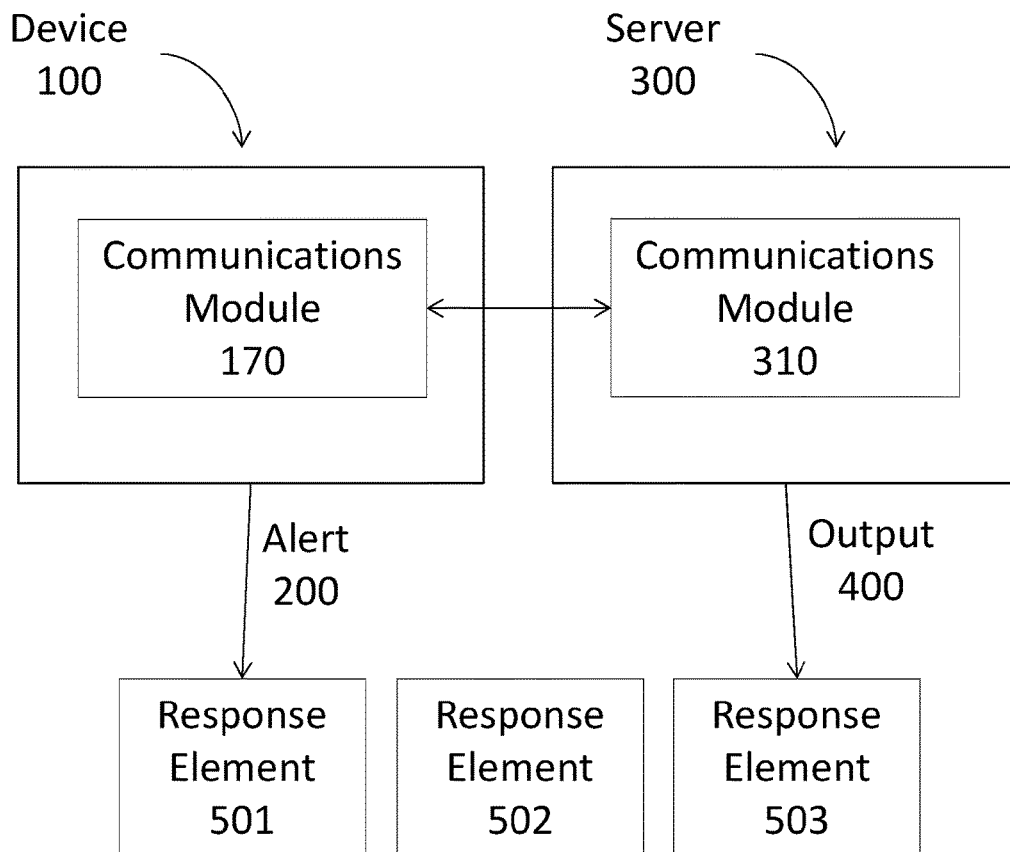 Device
100
Server
300
Communications
Module
170
Communications
Module
310
Alert
200
Output
400
Response
Element
501
Response
Element
502
Response
Element
503